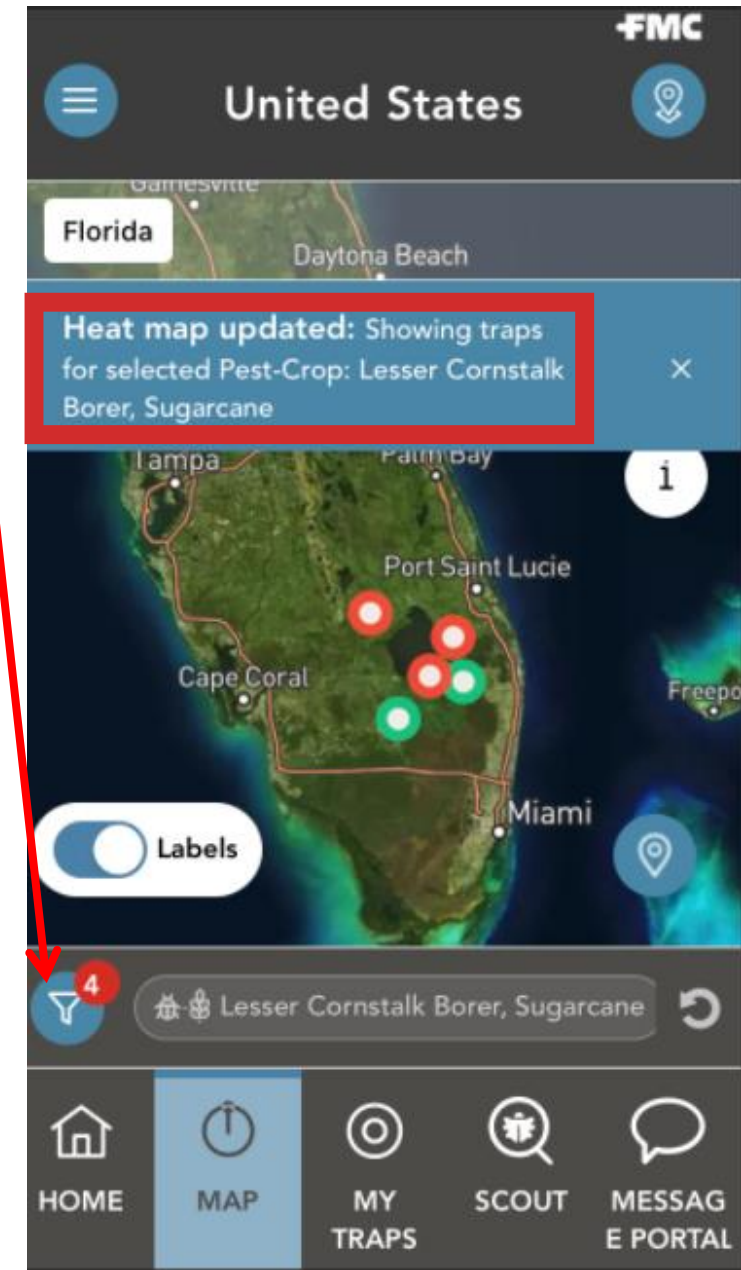 FMC
United States
Gainesville
Florida
Daytona Beach
Heat map updated: Showing traps
for selected Pest-Crop: Lesser Cornstalk
Borer, Sugarcane
Tampa
Palm Bay
i
Port Saint Lucie
Cape Coral
Freepo
Miami
Labels
4
Lesser Cornstalk Borer, Sugarcane
HOME
MAP
MY
TRAPS
SCOUT
MESSAG
E PORTAL